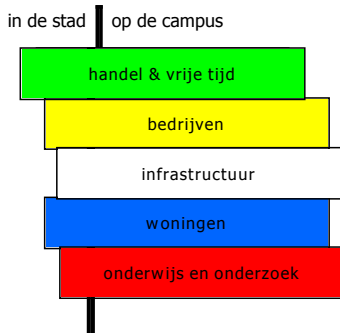 in de stad op de campus
handel & vrije tijd
bedrijven
infrastructuur
woningen
onderwijs en onderzoek